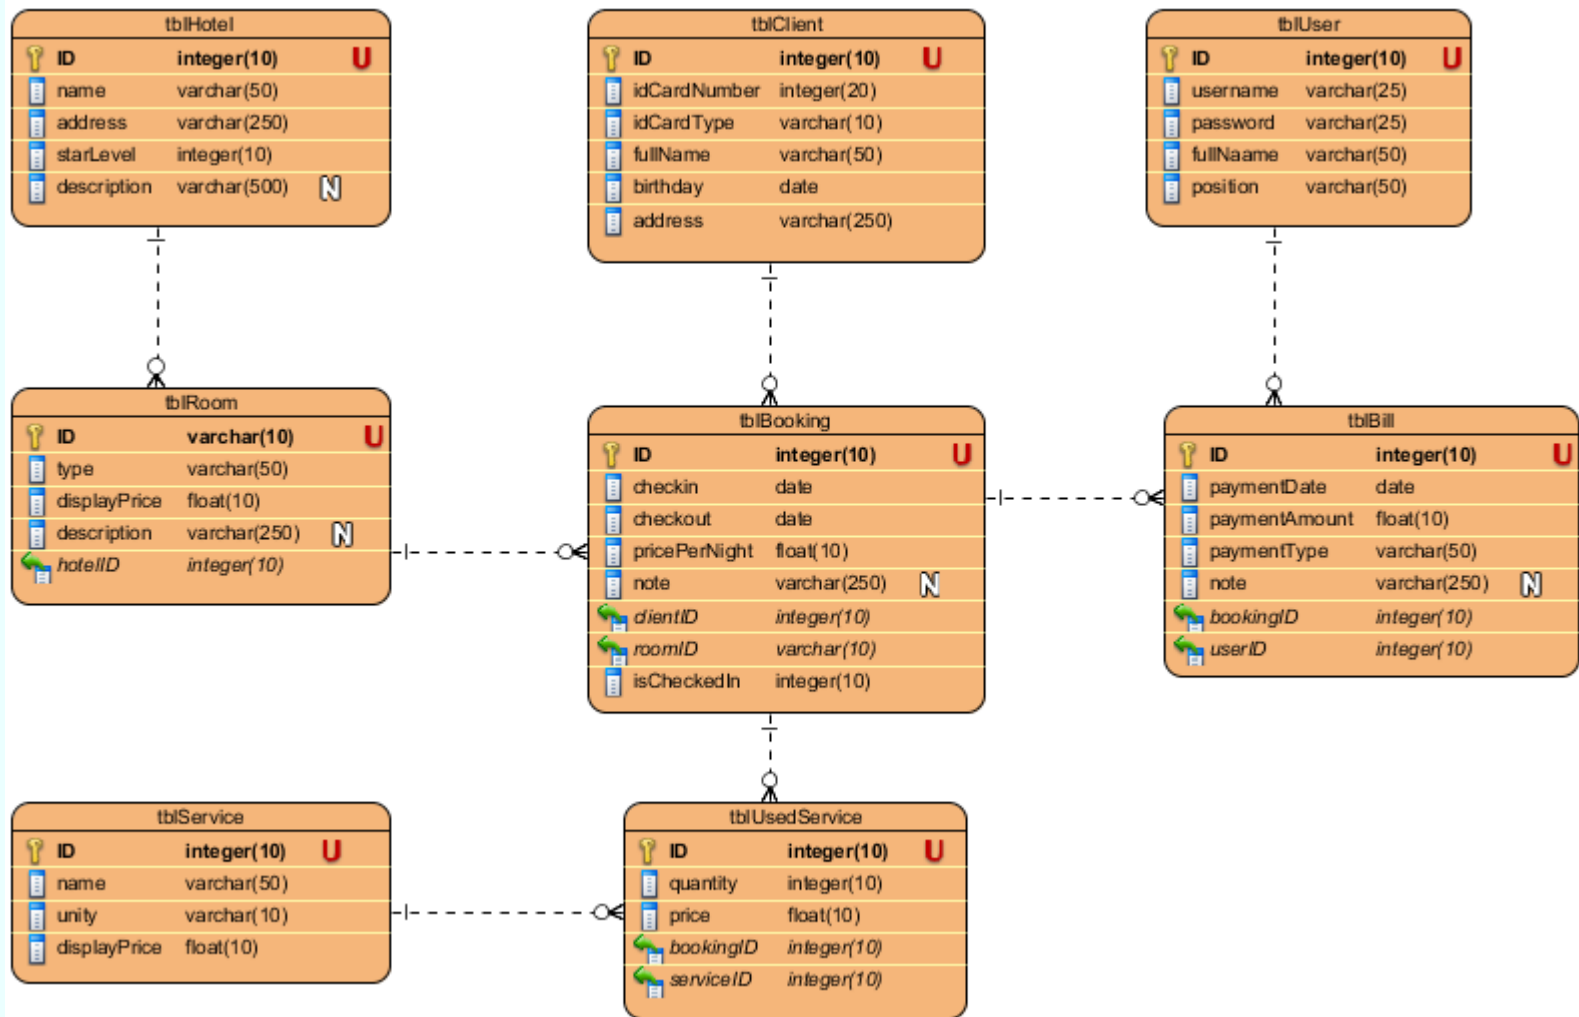 tblHotel
ID integer(10) U
name varchar(50)
address varchar(250)
starLevel integer(10)
description varchar(500) N
tblClient
ID integer(10) U
idCardNumber integer(20)
idCardType varchar(10)
fullName varchar(50)
birthday date
address varchar(250)
tblUser
ID integer(10) U
username varchar(25)
password varchar(25)
fullNaame varchar(50)
position varchar(50)
tblRoom
ID varchar(10) U
type varchar(50)
displayPrice float(10)
description varchar(250) N
hotelID integer(10)
tblBooking
ID integer(10) U
checkin date
checkout date
pricePerNight float(10)
note varchar(250) N
clientID integer(10)
roomID varchar(10)
isCheckedIn integer(10)
tblBill
ID integer(10) U
paymentDate date
paymentAmount float(10)
paymentType varchar(50)
note varchar(250) N
bookingID integer(10)
userID integer(10)
tblService
ID integer(10) U
name varchar(50)
unity varchar(10)
displayPrice float(10)
tblUsedService
ID integer(10) U
quantity integer(10)
price float(10)
bookingID integer(10)
serviceID integer(10)